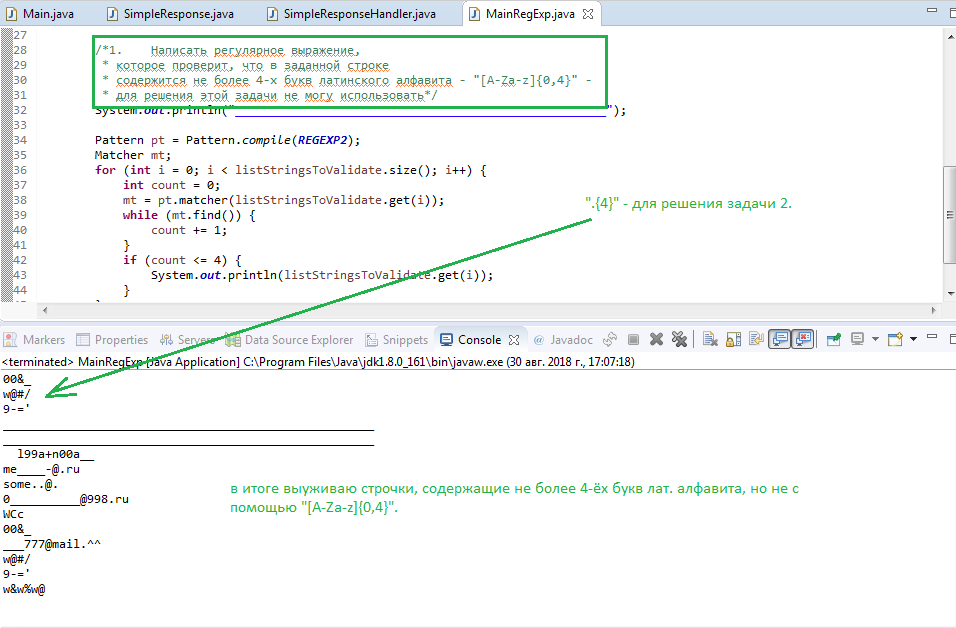 Main.java SimpleResponse.java SimpleResponseHandler.java MainRegExp.java
27
28 /*1. Написать регулярное выражение,
29 * которое проверит, что в заданной строке
30 * содержится не более 4-х букв латинского алфавита - "[A-Za-z]{0,4}" -
31 * для решения этой задачи не могу использовать*/
32 System.out.println("_____________________________________________________");
33
34 Pattern pt = Pattern.compile(REGEXP2);
35 Matcher mt;
36 for (int i = 0; i < listStringsToValidate.size(); i++) {
37 int count = 0;
38 mt = pt.matcher(listStringsToValidate.get(i));
".{4}" - для решения задачи 2.
39 while (mt.find()) {
40 count += 1;
41 }
42 if (count <= 4) {
43 System.out.println(listStringsToValidate.get(i));
44 }
Markers Properties Servers Data Source Explorer Snippets Console Javadoc
<terminated> MainRegExp [Java Application] C:\Program Files\Java\jdk1.8.0_161\bin\javaw.exe (30 авг. 2018 г., 17:07:18)
00&_
w@#/
9-='
_____________________________________________________
_____________________________________________________
l99a+n00a__
me____-@.ru
some..@.
0__________@998.ru
WCc
00&_
___777@mail.^^
w@#/
9-='
w&w%w@
в итоге выуживаю строчки, содержащие не более 4-ёх букв лат. алфавита, но не с
помощью "[A-Za-z]{0,4}".